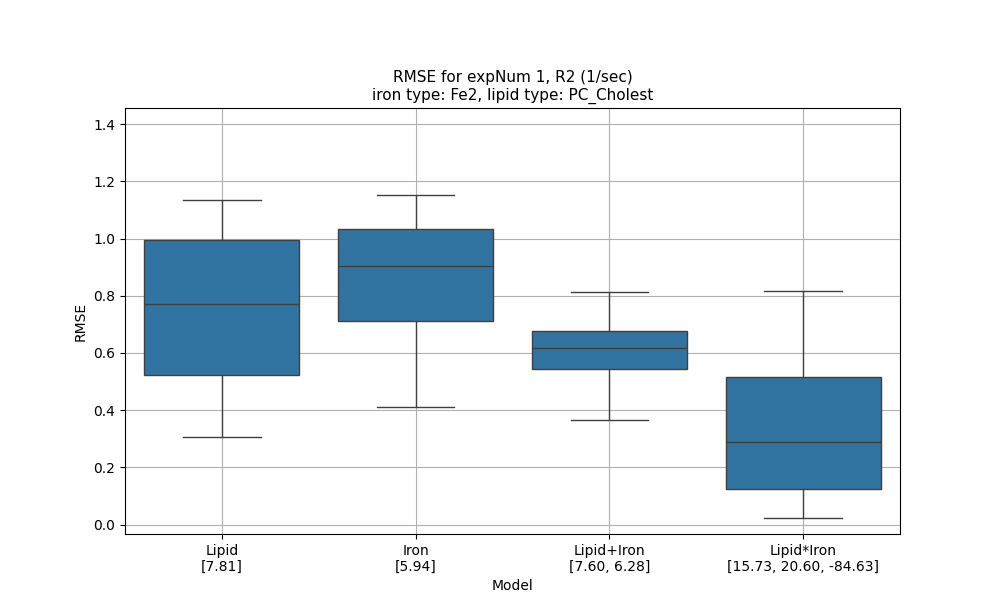 RMSE for expNum 1, R2 (1/sec)
iron type: Fe2, lipid type: PC_Cholest
1.4
1.2
1.0
0.8
0.6
0.4
0.2
0.0
RMSE
Lipid
[7.81]
Iron
[5.94]
Lipid+Iron
[7.60, 6.28]
Lipid*Iron
[15.73, 20.60, -84.63]
Model